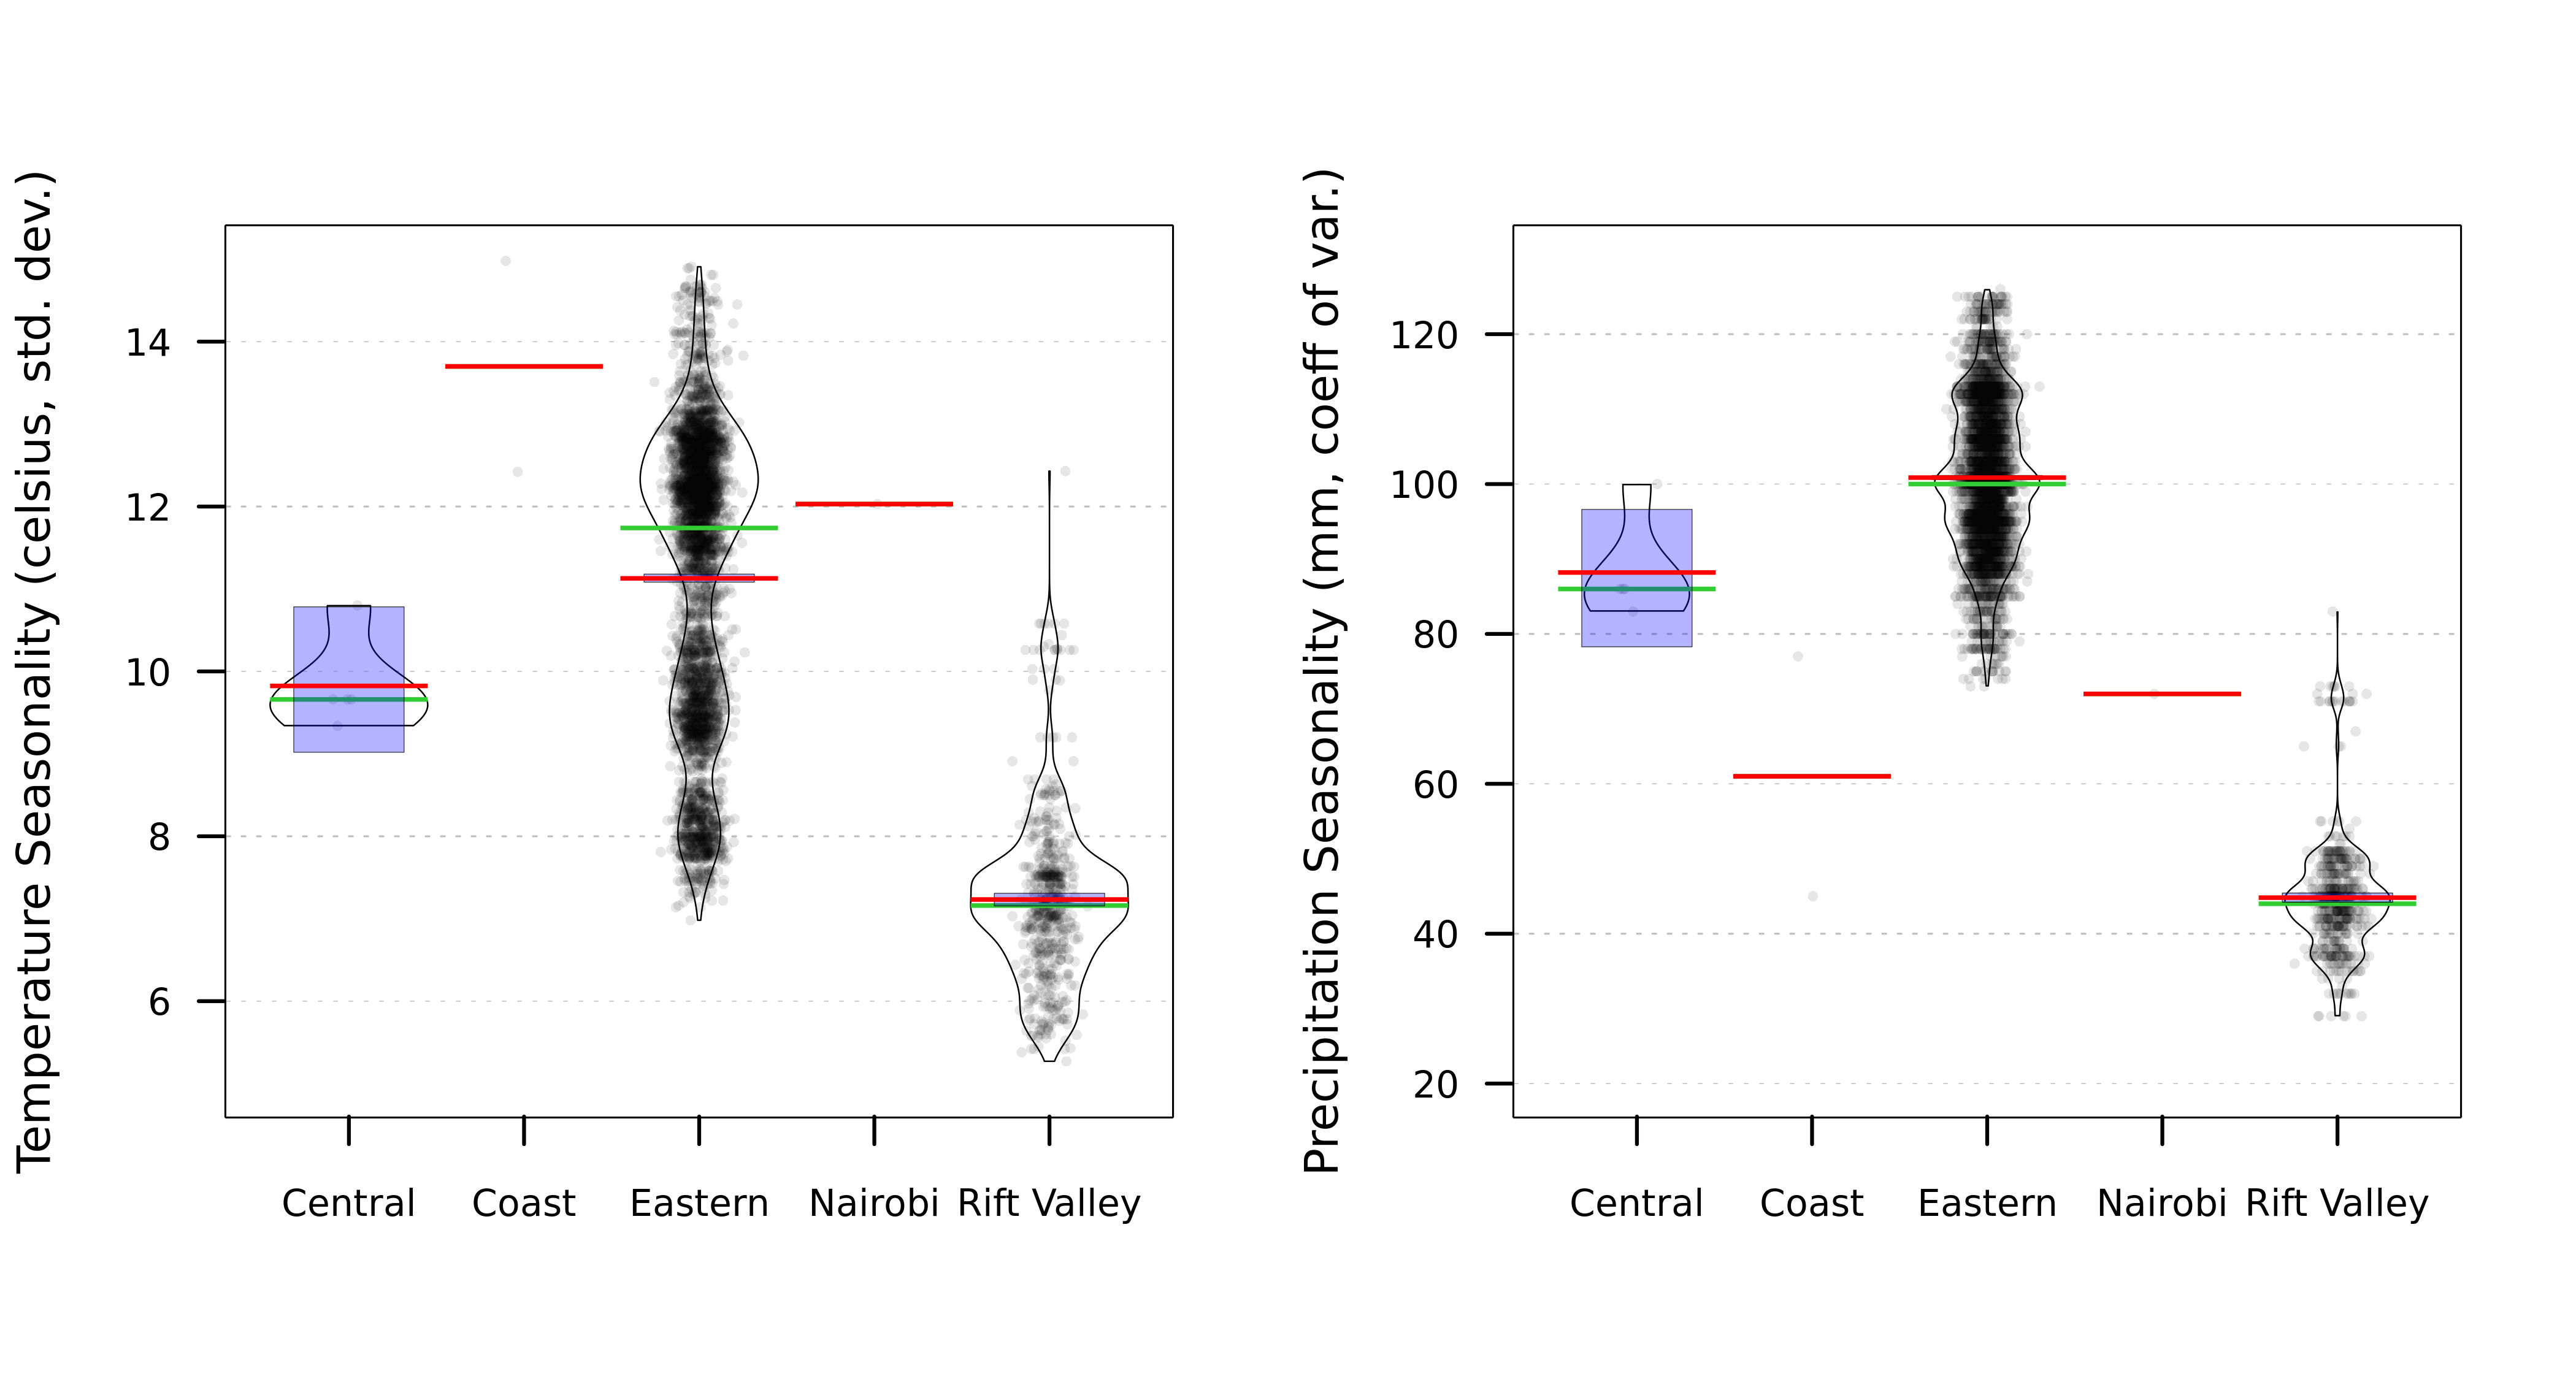 Temperature Seasonality (celsius, std. dev.)
14
12
10
8
6
Central Coast Eastern Nairobi Rift Valley
Precipitation Seasonality (mm, coeff of var.)
120
100
80
60
40
20
Central Coast Eastern Nairobi Rift Valley